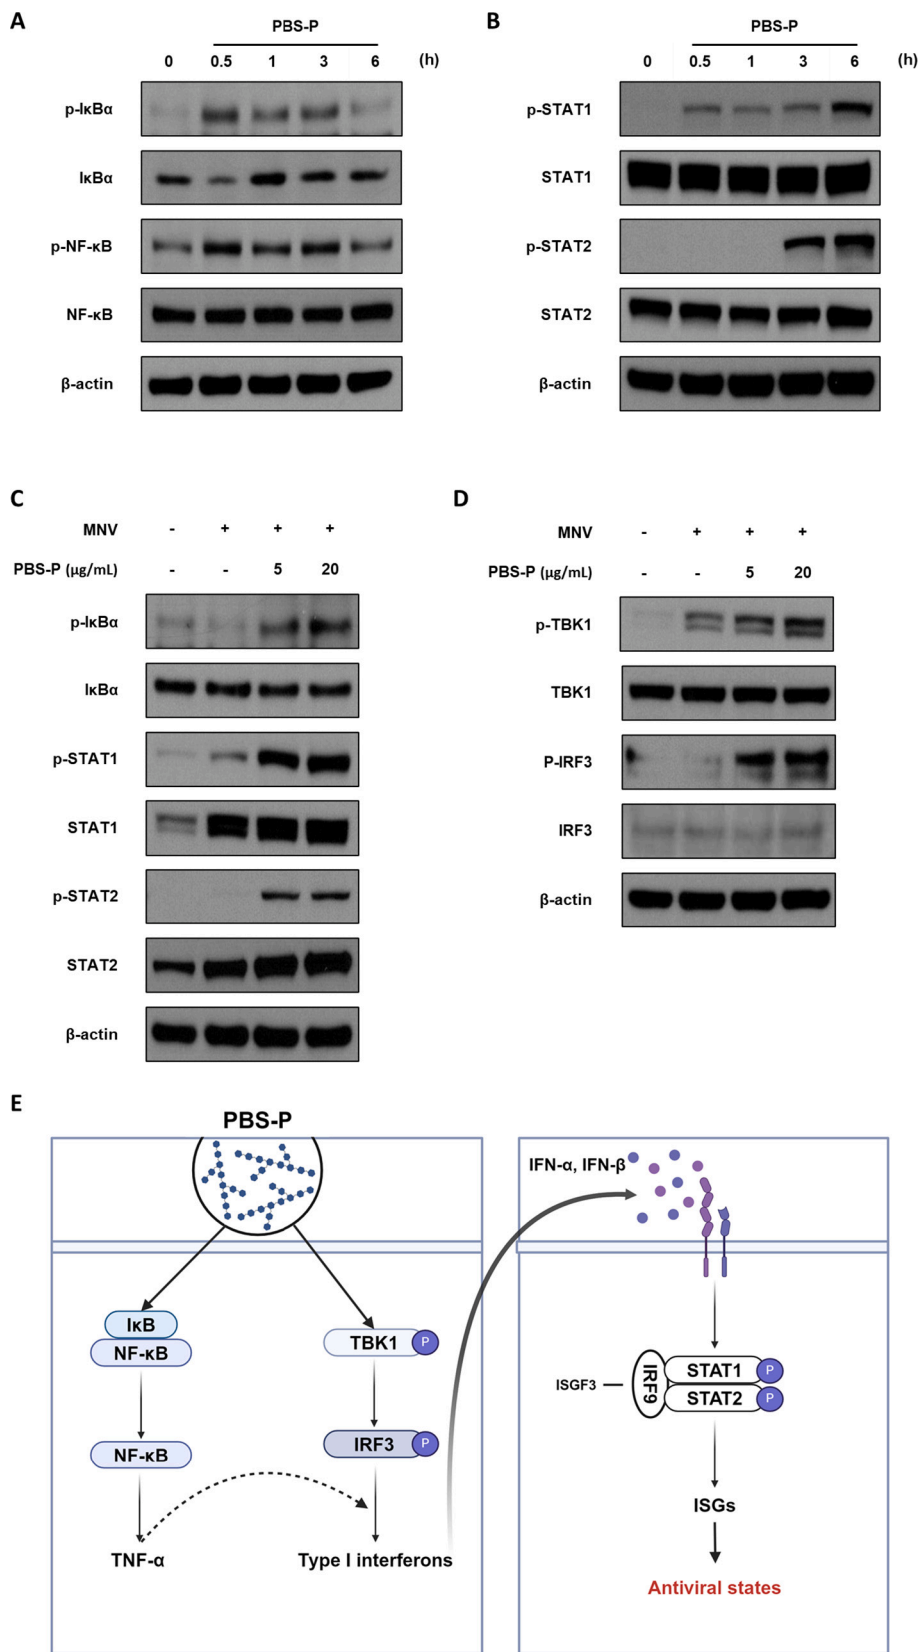 A
PBS-P
0 0.5 1 3 6 (h)
p-IκBα
IκBα
p-NF-κB
NF-κB
β-actin
B
PBS-P
0 0.5 1 3 6 (h)
p-STAT1
STAT1
p-STAT2
STAT2
β-actin
C
MNV - + + +
PBS-P (μg/mL) - - 5 20
p-IκBα
IκBα
p-STAT1
STAT1
p-STAT2
STAT2
β-actin
D
MNV - + + +
PBS-P (μg/mL) - - 5 20
p-TBK1
TBK1
P-IRF3
IRF3
β-actin
E
PBS-P
IκB
NF-κB
NF-κB
TNF-α
TBK1 P
IRF3 P
Type I interferons
IFN-α, IFN-β
ISGF3
IRF9
STAT1 P
STAT2 P
ISGs
Antiviral states